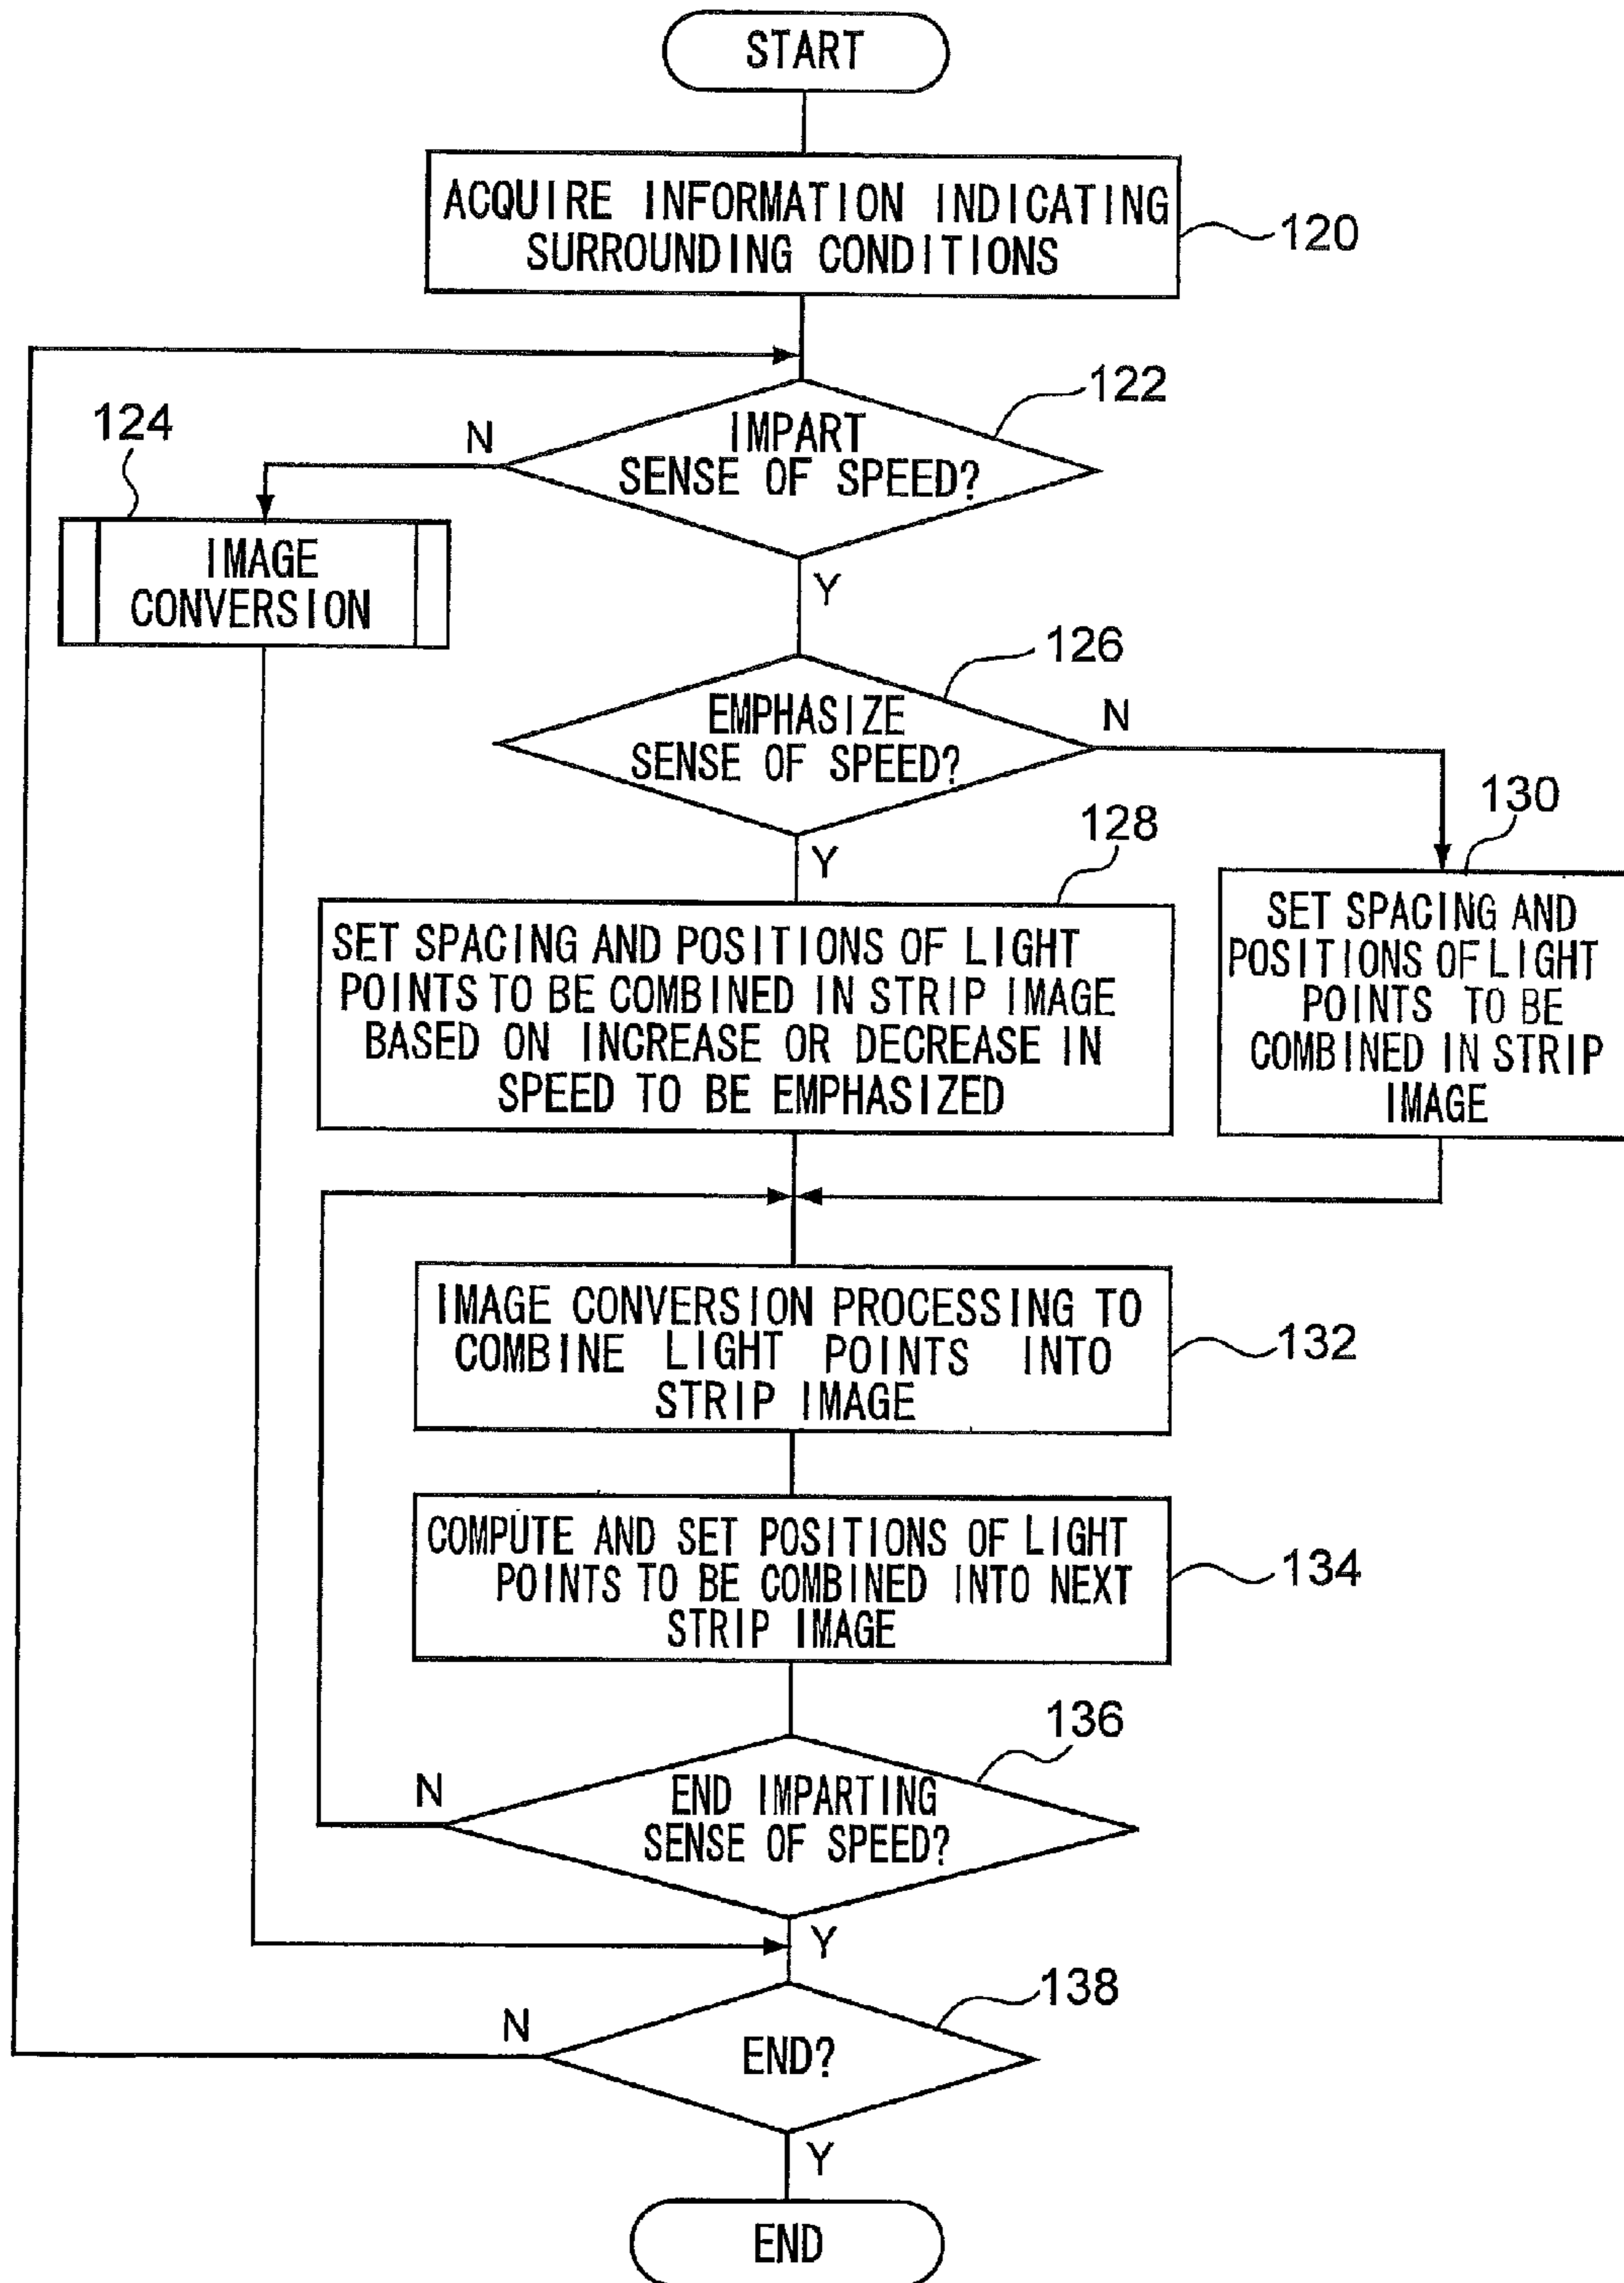 START
ACQUIRE INFORMATION INDICATING
SURROUNDING CONDITIONS
120
122
IMPART
SENSE OF SPEED?
N
Y
124
IMAGE
CONVERSION
126
EMPHASIZE
SENSE OF SPEED?
N
Y
128
SET SPACING AND POSITIONS OF LIGHT
POINTS TO BE COMBINED IN STRIP IMAGE
BASED ON INCREASE OR DECREASE IN
SPEED TO BE EMPHASIZED
130
SET SPACING AND
POSITIONS OF LIGHT
POINTS TO BE
COMBINED IN STRIP
IMAGE
IMAGE CONVERSION PROCESSING TO
COMBINE LIGHT POINTS INTO
STRIP IMAGE
132
COMPUTE AND SET POSITIONS OF LIGHT
POINTS TO BE COMBINED INTO NEXT
STRIP IMAGE
134
136
END IMPARTING
SENSE OF SPEED?
N
Y
138
END?
N
Y
END